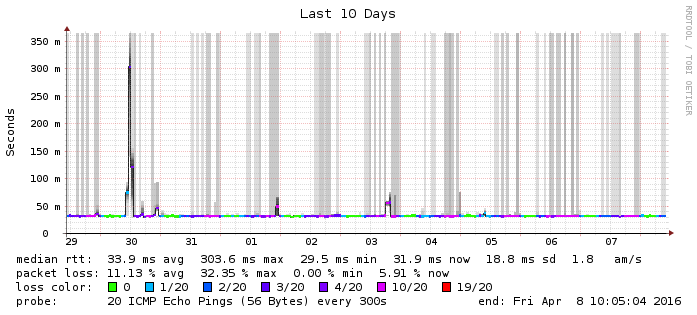 Last 10 Days
RRDTOOL / TOBI OETIKER
Seconds
350 m
300 m
250 m
200 m
150 m
100 m
50 m
0
29 30 31 01 02 03 04 05 06 07
median rtt: 33.9 ms avg 303.6 ms max 29.5 ms min 31.9 ms now 18.8 ms sd 1.8 am/s
packet loss: 11.13 % avg 32.35 % max 0.00 % min 5.91 % now
loss color: 0 1/20 2/20 3/20 4/20 10/20 19/20
probe: 20 ICMP Echo Pings (56 Bytes) every 300s end: Fri Apr 8 10:05:04 2016